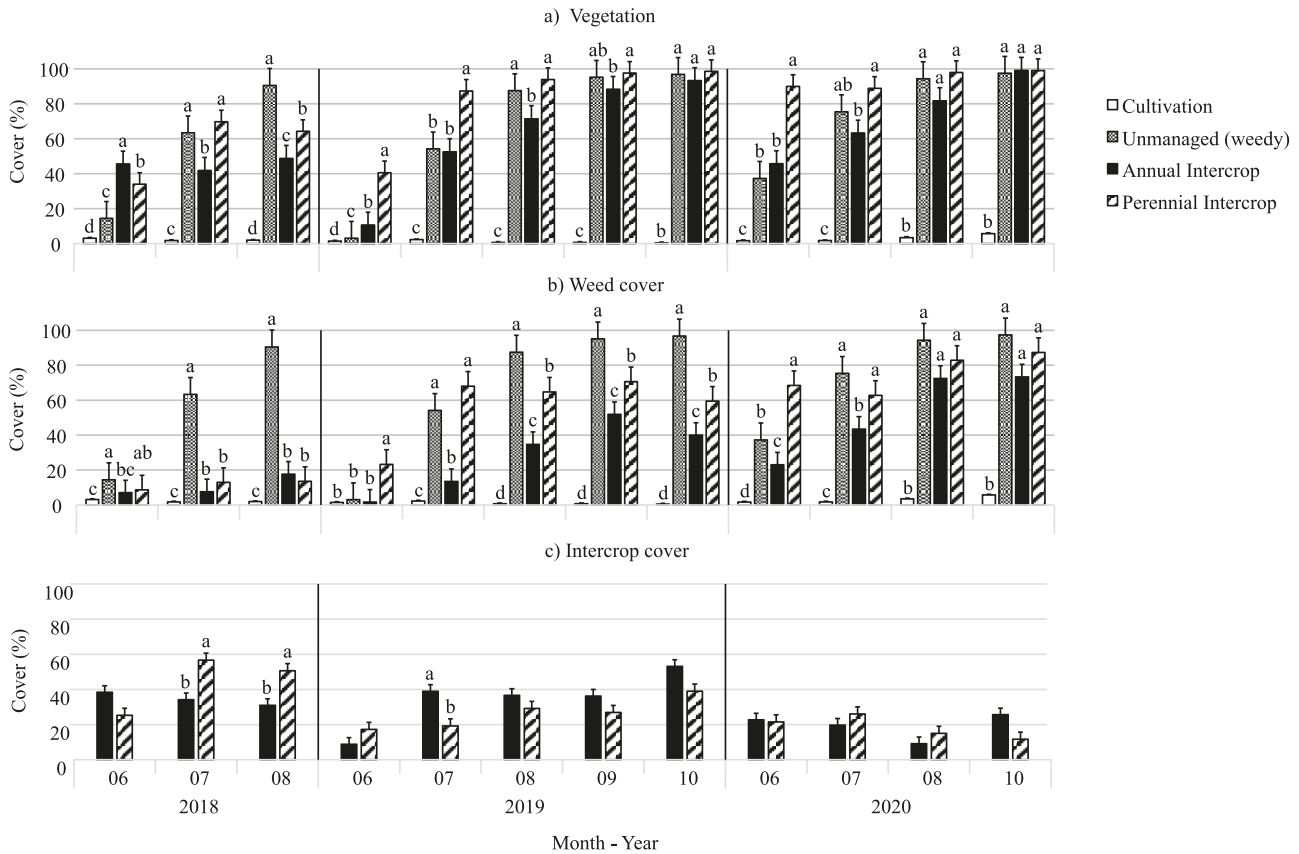 a) Vegetation
Cover (%)
100
80
60
40
20
0
d c a b
d a b a
d a c b
d c b a
c b b a
c a b a
c ab b a
b a a a
c b b a
c ab b a
b a a a
b a a a
Cultivation
Unmanaged (weedy)
Annual Intercrop
Perennial Intercrop
b) Weed cover
Cover (%)
100
80
60
40
20
0
c a bc ab
c a b b
c a b b
b b b a
c a b a
d a c b
d a c b
d a c b
d b c a
c a b a
b a a a
b a a a
c) Intercrop cover
Cover (%)
100
80
60
40
20
0
b a
b a
a b
06 07 08 06 07 08 09 10 06 07 08 10
2018 2019 2020
Month - Year